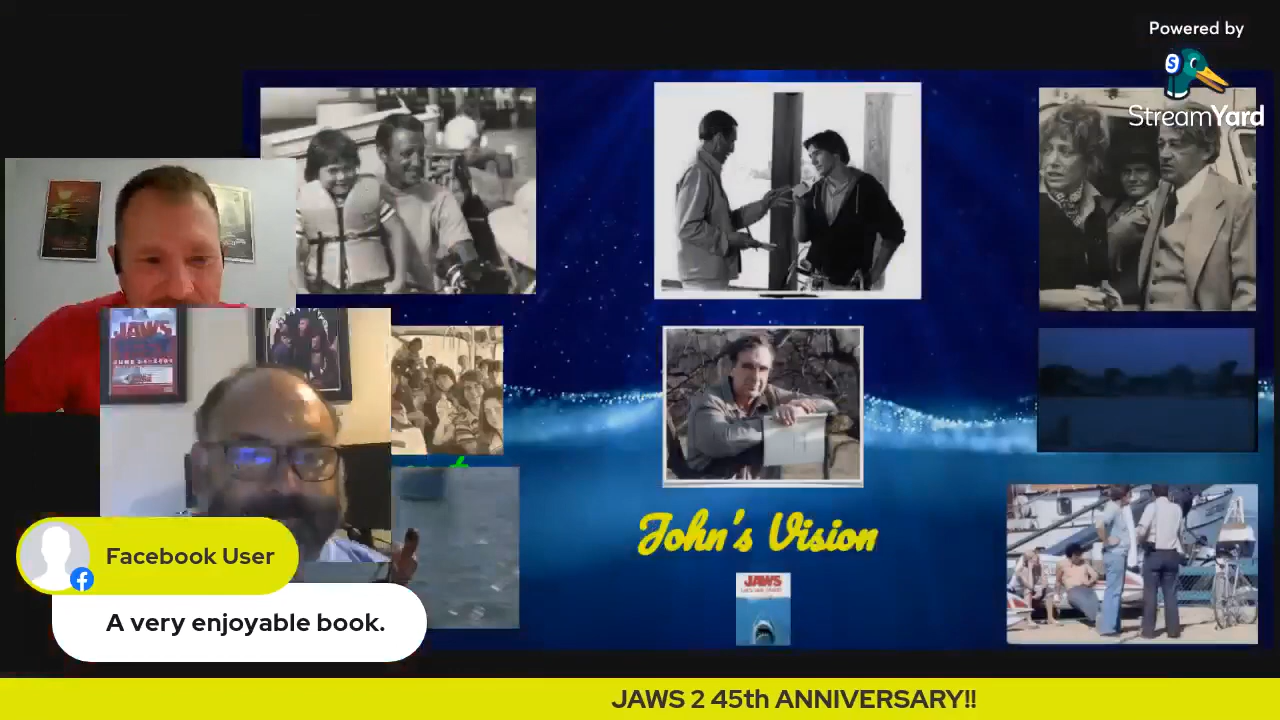 Powered by
StreamYard
JAWS
John's Vision
JAWS
Facebook User
A very enjoyable book.
JAWS 2 45th ANNIVERSARY!!